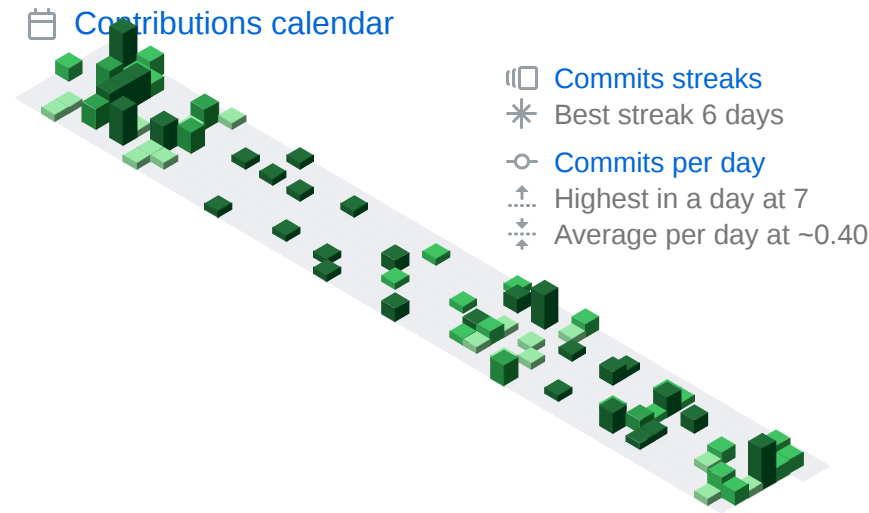 Contributions calendar
Commits streaks
Best streak 6 days
Commits per day
Highest in a day at 7
Average per day at ~0.40